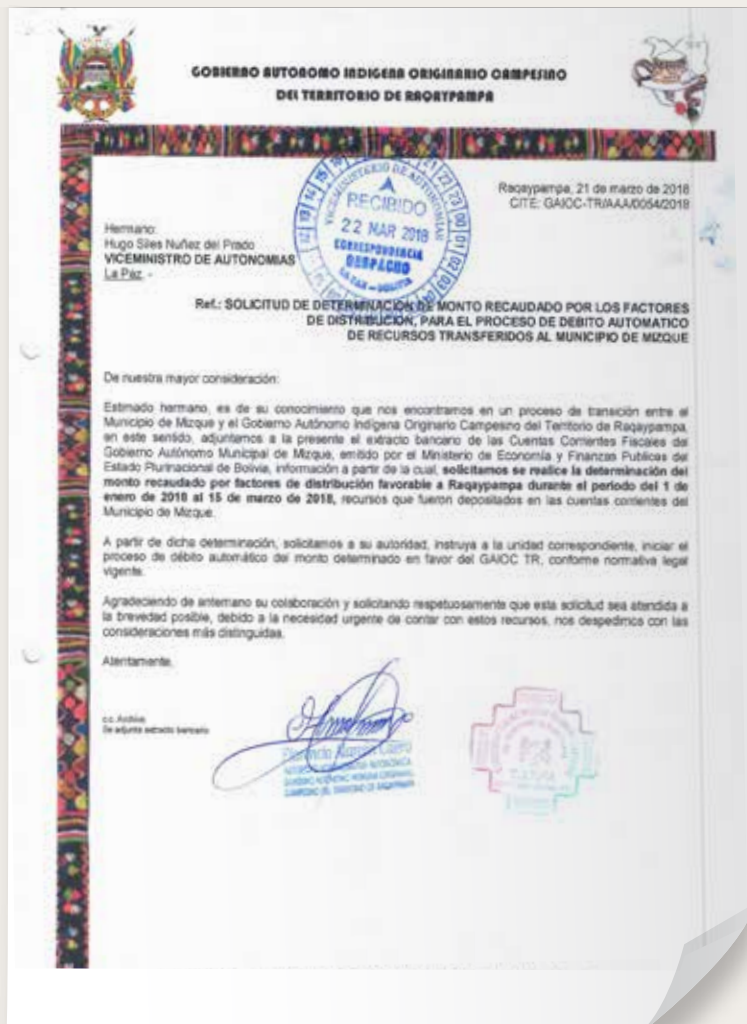 GOBIERNO AUTONOMO INDIGENA ORIGINARIO CAMPESINO
DEL TERRITORIO DE RAQAYPAMPA
Raqaypampa, 21 de marzo de 2018
CITE: GAIOC-TR/AAA/0054/2018
VICEMINISTERIO DE AUTONOMIAS
RECIBIDO
22 MAR 2018
CORRESPONDENCIA
DESPACHO
LA PAZ - BOLIVIA
Hermano:
Hugo Siles Nuñez del Prado
VICEMINISTRO DE AUTONOMIAS
La Paz. -
Ref.: SOLICITUD DE DETERMINACION DE MONTO RECAUDADO POR LOS FACTORES
DE DISTRIBUCIÓN, PARA EL PROCESO DE DEBITO AUTOMATICO
DE RECURSOS TRANSFERIDOS AL MUNICIPIO DE MIZQUE
De nuestra mayor consideración:
Estimado hermano, es de su conocimiento que nos encontramos en un proceso de transición entre el
Municipio de Mizque y el Gobierno Autónomo Indígena Originario Campesino del Territorio de Raqaypampa,
en este sentido, adjuntamos a la presente el extracto bancario de las Cuentas Corrientes Fiscales del
Gobierno Autónomo Municipal de Mizque, emitido por el Ministerio de Economía y Finanzas Publicas del
Estado Plurinacional de Bolivia, información a partir de la cual, solicitamos se realice la determinación del
monto recaudado por factores de distribución favorable a Raqaypampa durante el periodo del 1 de
enero de 2018 al 15 de marzo de 2018, recursos que fueron depositados en las cuentas corrientes del
Municipio de Mizque.
A partir de dicha determinación, solicitamos a su autoridad, instruya a la unidad correspondiente, iniciar el
proceso de débito automático del monto determinado en favor del GAIOC TR, conforme normativa legal
vigente.
Agradeciendo de antemano su colaboración y solicitando respetuosamente que esta solicitud sea atendida a
la brevedad posible, debido a la necesidad urgente de contar con estos recursos, nos despedimos con las
consideraciones más distinguidas.
Atentamente,
c.c. Archivo
Se adjunta extracto bancario
Florencio Alarcon